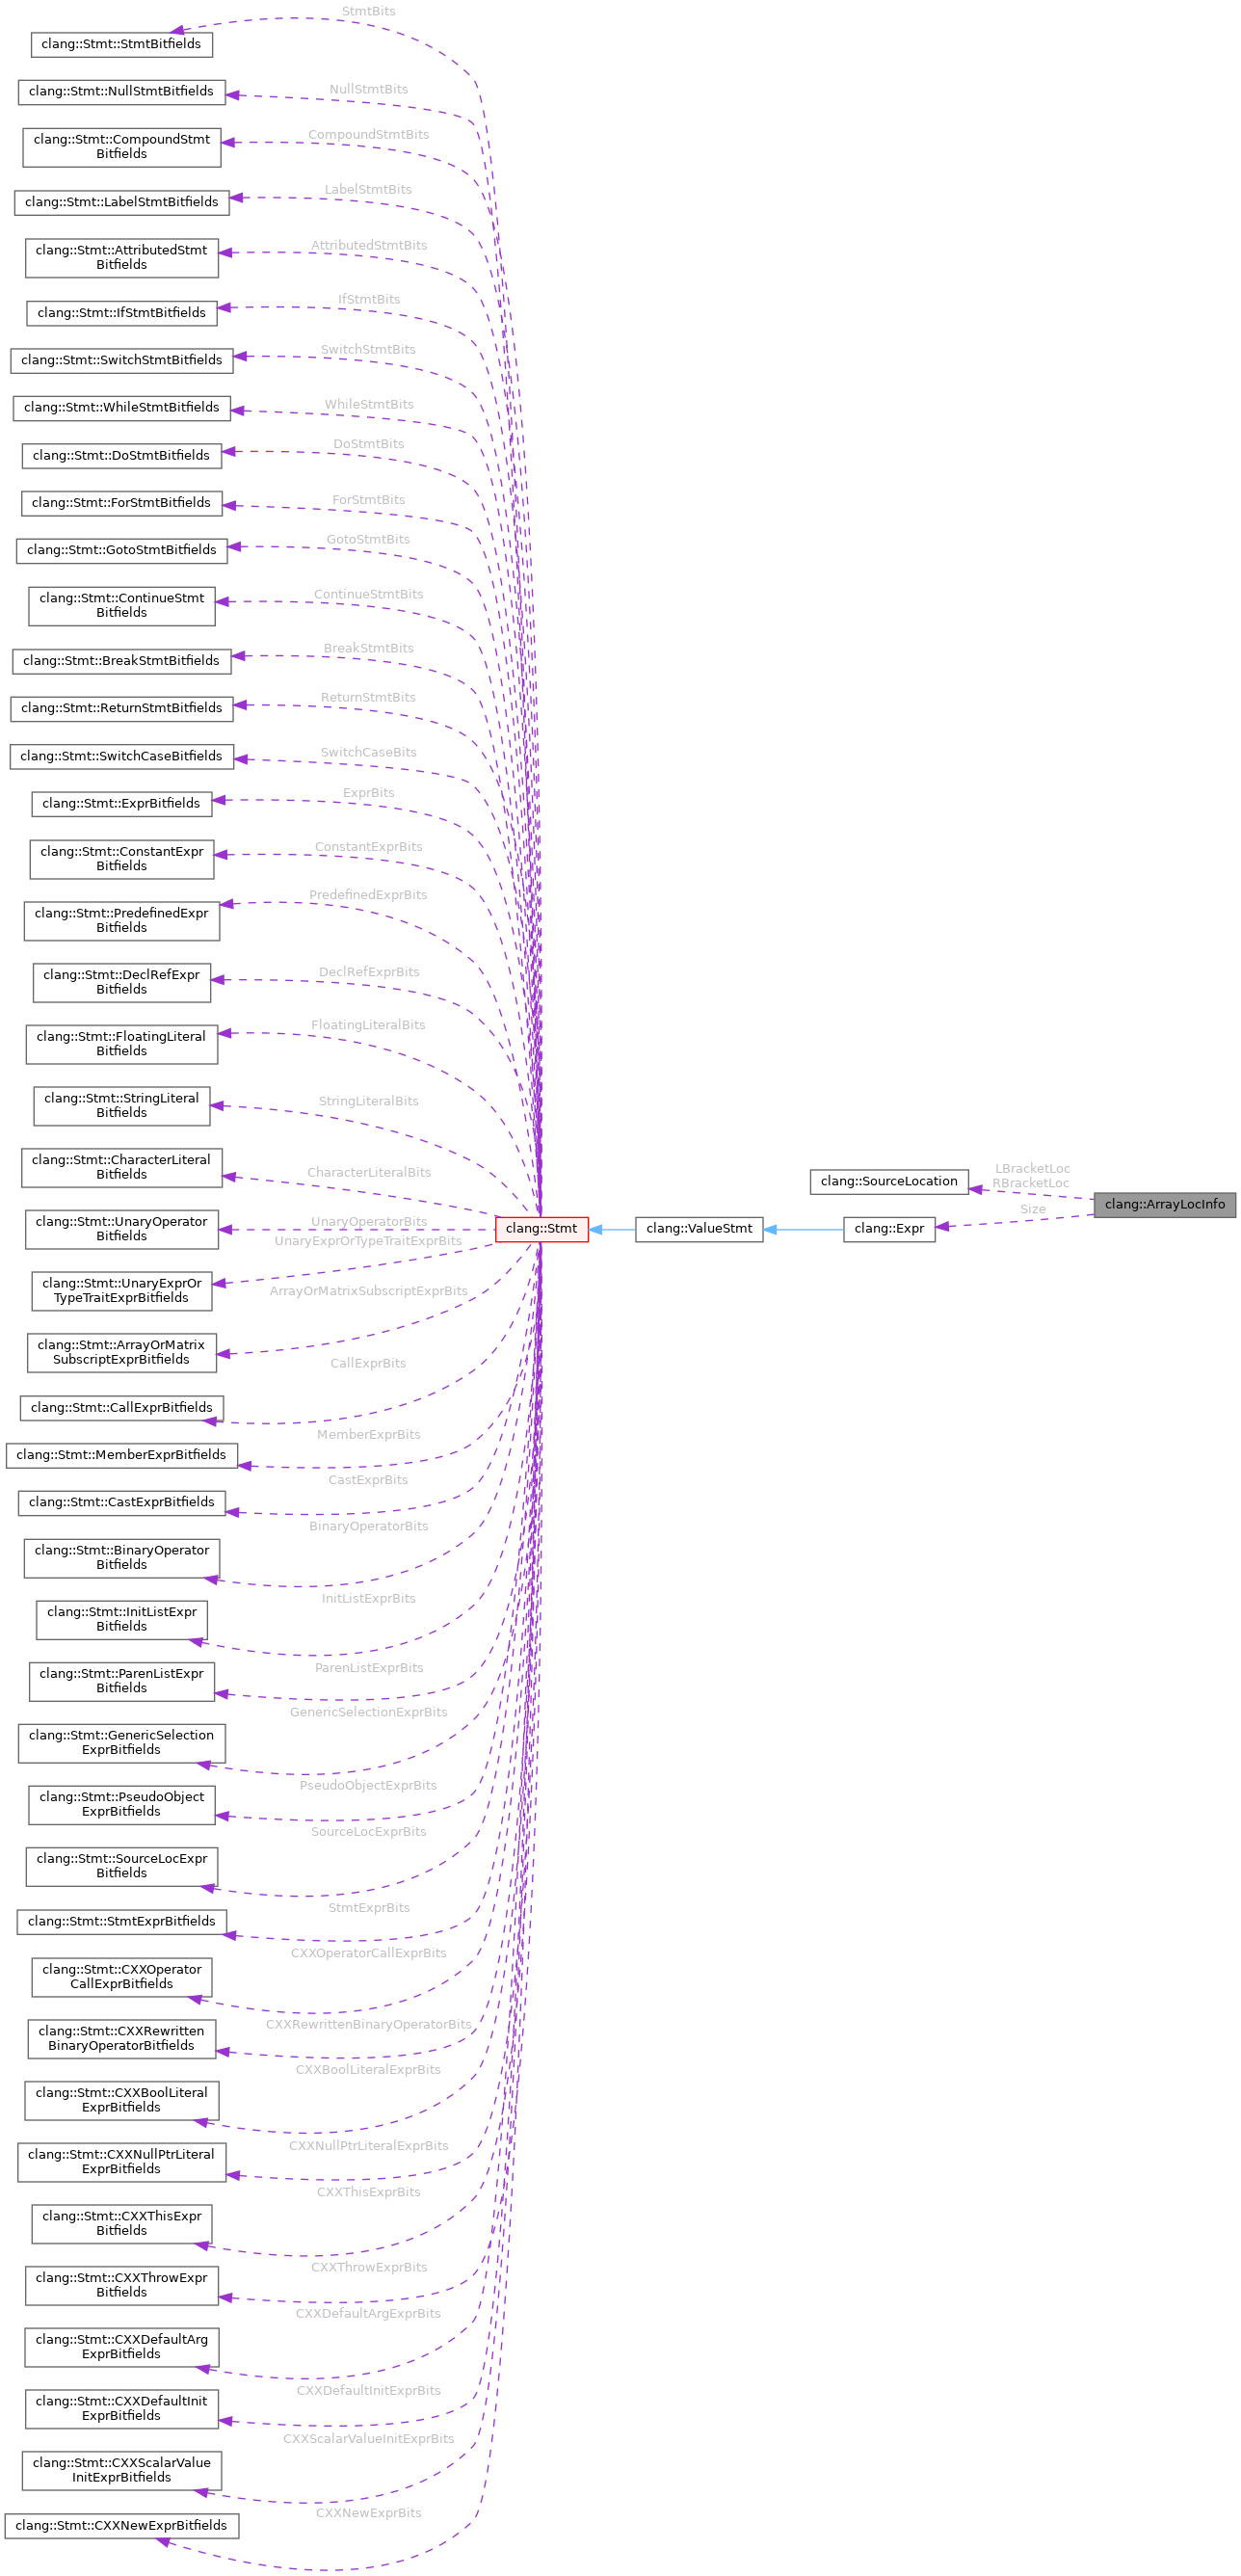 StmtBits
clang::Stmt::StmtBitfields
NullStmtBits
clang::Stmt::NullStmtBitfields
CompoundStmtBits
clang::Stmt::CompoundStmt
Bitfields
LabelStmtBits
clang::Stmt::LabelStmtBitfields
AttributedStmtBits
clang::Stmt::AttributedStmt
Bitfields
IfStmtBits
clang::Stmt::IfStmtBitfields
SwitchStmtBits
clang::Stmt::SwitchStmtBitfields
WhileStmtBits
clang::Stmt::WhileStmtBitfields
DoStmtBits
clang::Stmt::DoStmtBitfields
ForStmtBits
clang::Stmt::ForStmtBitfields
GotoStmtBits
clang::Stmt::GotoStmtBitfields
ContinueStmtBits
clang::Stmt::ContinueStmt
Bitfields
BreakStmtBits
clang::Stmt::BreakStmtBitfields
ReturnStmtBits
clang::Stmt::ReturnStmtBitfields
SwitchCaseBits
clang::Stmt::SwitchCaseBitfields
ExprBits
clang::Stmt::ExprBitfields
ConstantExprBits
clang::Stmt::ConstantExpr
Bitfields
PredefinedExprBits
clang::Stmt::PredefinedExpr
Bitfields
DeclRefExprBits
clang::Stmt::DeclRefExpr
Bitfields
FloatingLiteralBits
clang::Stmt::FloatingLiteral
Bitfields
StringLiteralBits
clang::Stmt::StringLiteral
Bitfields
CharacterLiteralBits
clang::Stmt::CharacterLiteral
Bitfields
LBracketLoc
RBracketLoc
clang::SourceLocation
clang::ArrayLocInfo
Size
UnaryOperatorBits
clang::Stmt::UnaryOperator
Bitfields
clang::Stmt
clang::ValueStmt
clang::Expr
UnaryExprOrTypeTraitExprBits
clang::Stmt::UnaryExprOr
TypeTraitExprBitfields
ArrayOrMatrixSubscriptExprBits
clang::Stmt::ArrayOrMatrix
SubscriptExprBitfields
CallExprBits
clang::Stmt::CallExprBitfields
MemberExprBits
clang::Stmt::MemberExprBitfields
CastExprBits
clang::Stmt::CastExprBitfields
BinaryOperatorBits
clang::Stmt::BinaryOperator
Bitfields
InitListExprBits
clang::Stmt::InitListExpr
Bitfields
ParenListExprBits
clang::Stmt::ParenListExpr
Bitfields
GenericSelectionExprBits
clang::Stmt::GenericSelection
ExprBitfields
PseudoObjectExprBits
clang::Stmt::PseudoObject
ExprBitfields
SourceLocExprBits
clang::Stmt::SourceLocExpr
Bitfields
StmtExprBits
clang::Stmt::StmtExprBitfields
CXXOperatorCallExprBits
clang::Stmt::CXXOperator
CallExprBitfields
CXXRewrittenBinaryOperatorBits
clang::Stmt::CXXRewritten
BinaryOperatorBitfields
CXXBoolLiteralExprBits
clang::Stmt::CXXBoolLiteral
ExprBitfields
CXXNullPtrLiteralExprBits
clang::Stmt::CXXNullPtrLiteral
ExprBitfields
CXXThisExprBits
clang::Stmt::CXXThisExpr
Bitfields
CXXThrowExprBits
clang::Stmt::CXXThrowExpr
Bitfields
CXXDefaultArgExprBits
clang::Stmt::CXXDefaultArg
ExprBitfields
CXXDefaultInitExprBits
clang::Stmt::CXXDefaultInit
ExprBitfields
CXXScalarValueInitExprBits
clang::Stmt::CXXScalarValue
InitExprBitfields
CXXNewExprBits
clang::Stmt::CXXNewExprBitfields